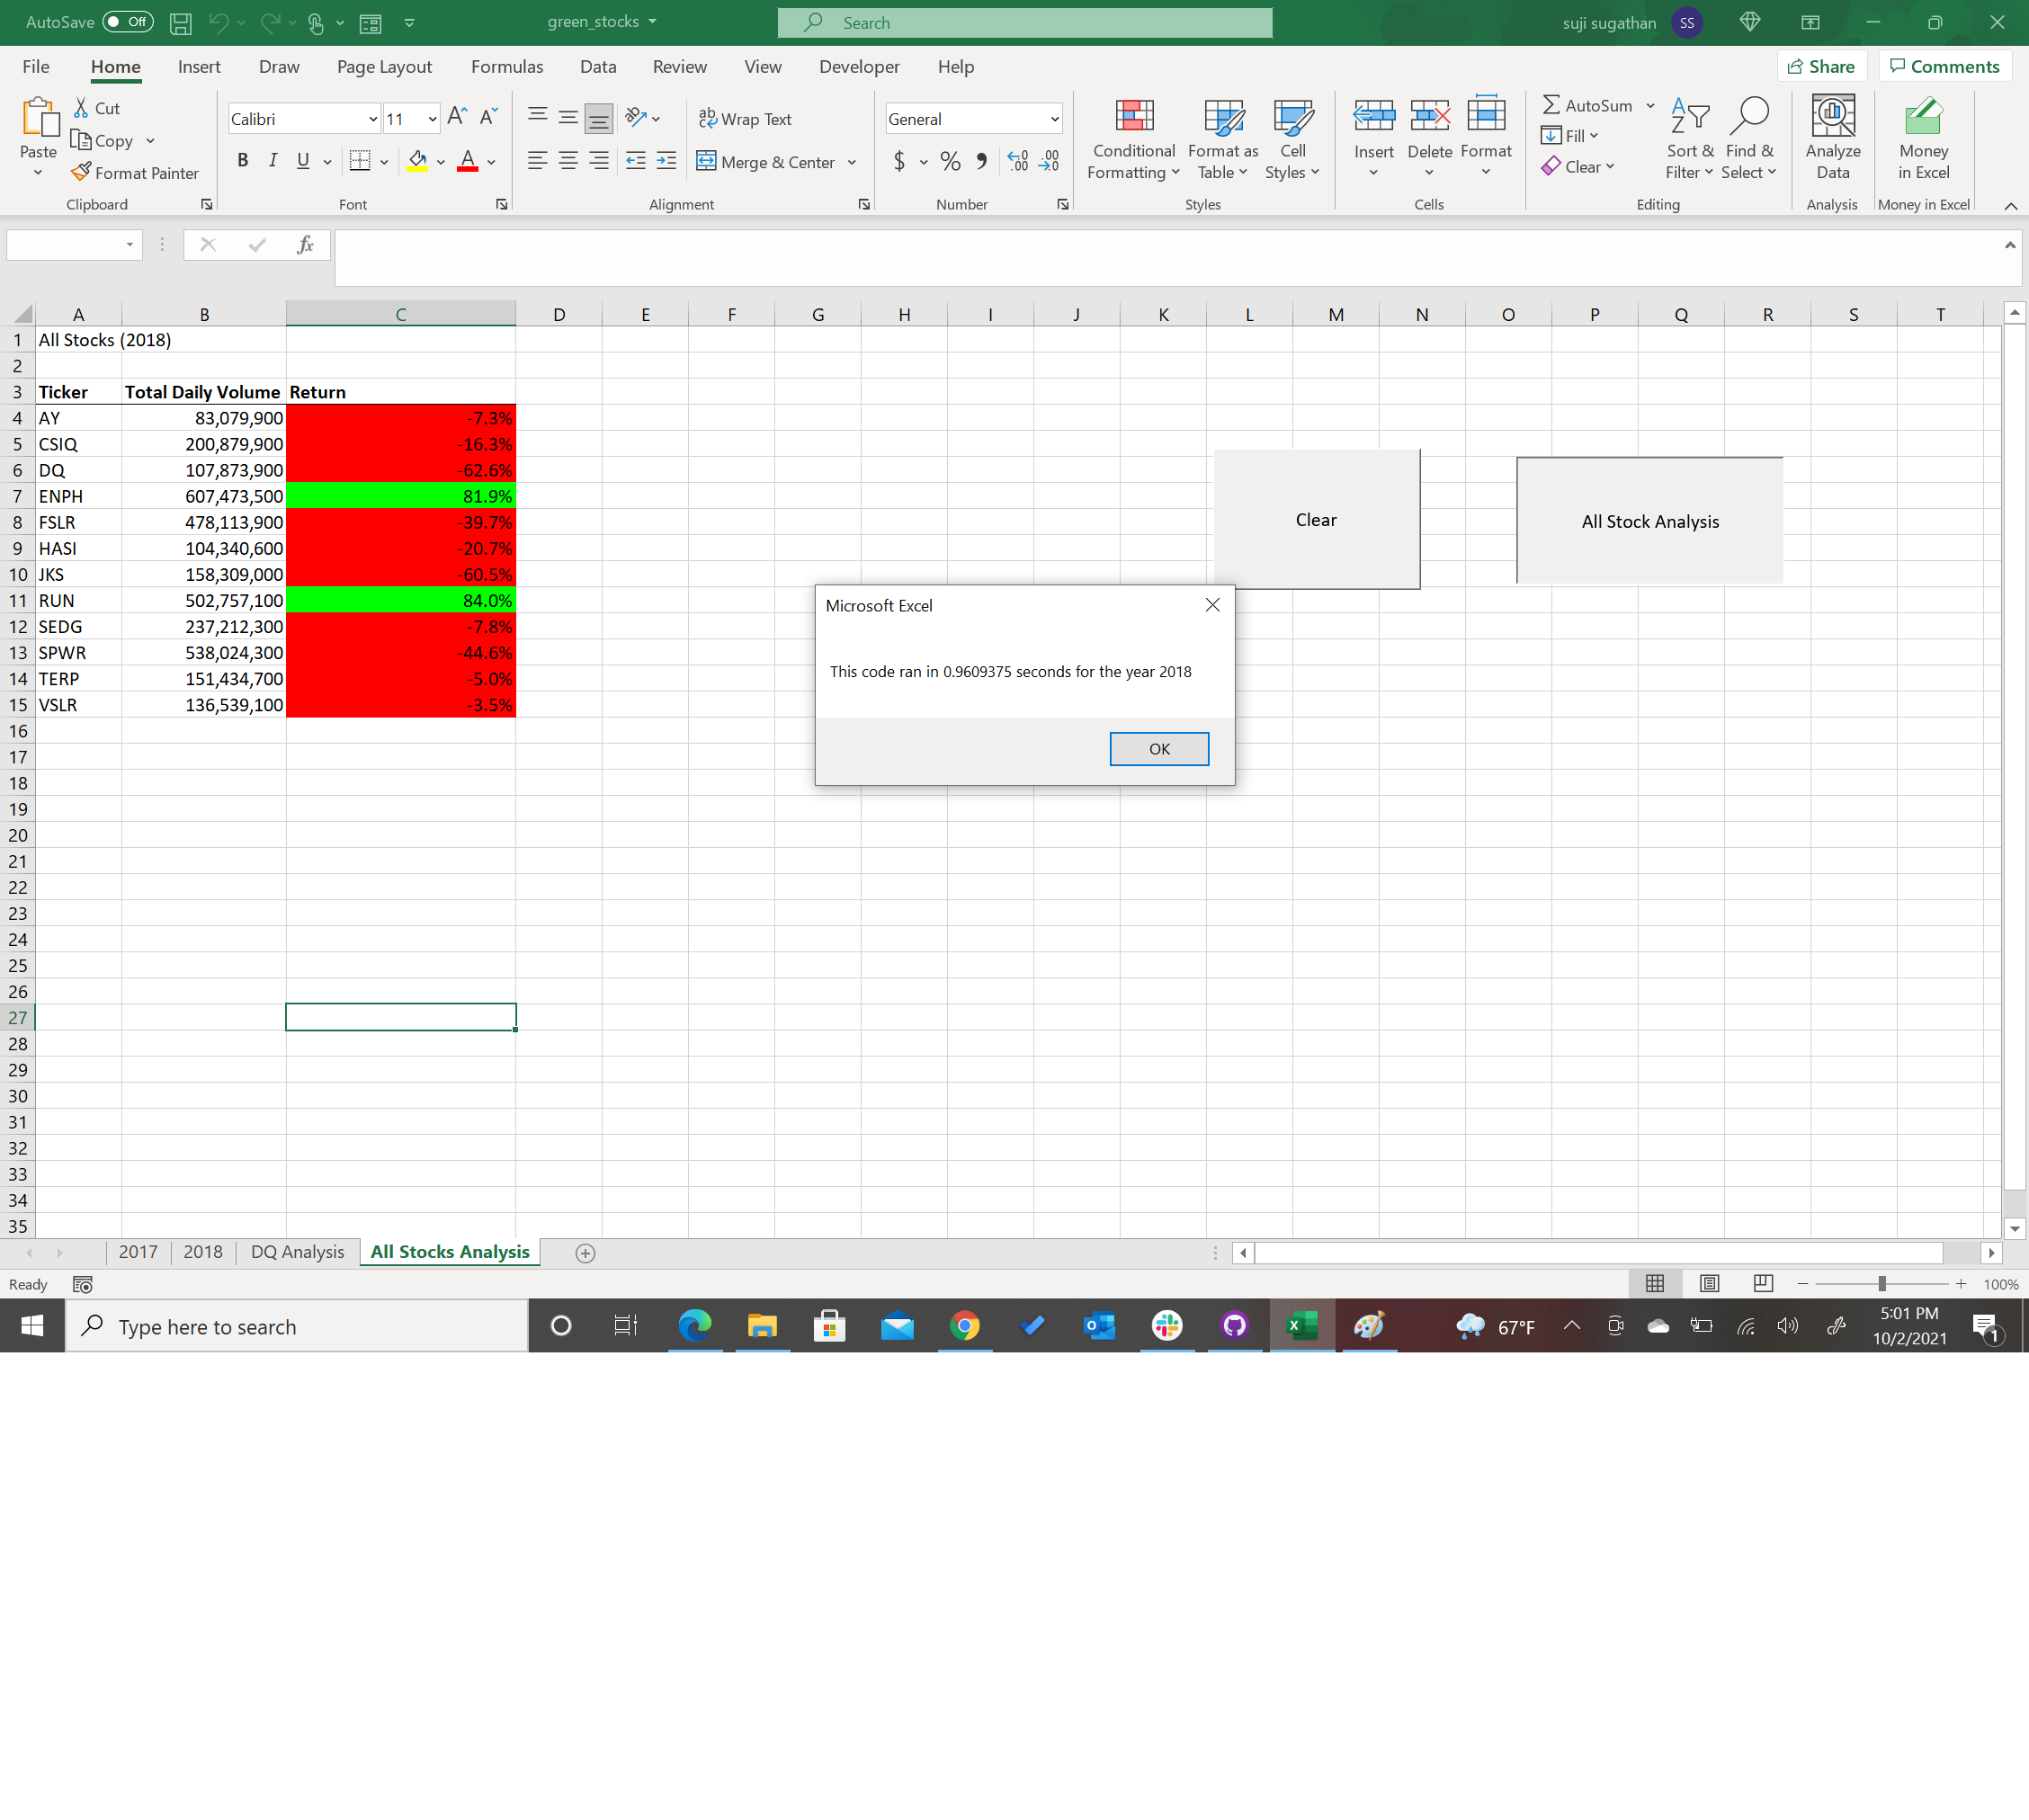 AutoSave Off green_stocks Search suji sugathan SS
File Home Insert Draw Page Layout Formulas Data Review View Developer Help Share Comments
Paste Cut Copy Format Painter
Calibri 11 A A
B I U A
ab Wrap Text
Merge & Center
General
$ % 9 .00 .00
Conditional Formatting Format as Table Cell Styles
Insert Delete Format
AutoSum Fill Clear
Sort & Filter Find & Select
Analyze Data
Money in Excel
Clipboard Font Alignment Number Styles Cells Editing Analysis Money in Excel
fx
A B C D E F G H I J K L M N O P Q R S T
1 All Stocks (2018)
2
3 Ticker Total Daily Volume Return
4 AY 83,079,900 -7.3%
5 CSIQ 200,879,900 -16.3%
6 DQ 107,873,900 -62.6%
7 ENPH 607,473,500 81.9%
8 FSLR 478,113,900 -39.7%
9 HASI 104,340,600 -20.7%
10 JKS 158,309,000 -60.5%
11 RUN 502,757,100 84.0%
12 SEDG 237,212,300 -7.8%
13 SPWR 538,024,300 -44.6%
14 TERP 151,434,700 -5.0%
15 VSLR 136,539,100 -3.5%
16
17
18
19
20
21
22
23
24
25
26
27
28
29
30
31
32
33
34
35
Clear
All Stock Analysis
Microsoft Excel
This code ran in 0.9609375 seconds for the year 2018
OK
2017 2018 DQ Analysis All Stocks Analysis
Ready 100%
Type here to search 67°F 5:01 PM
10/2/2021 1